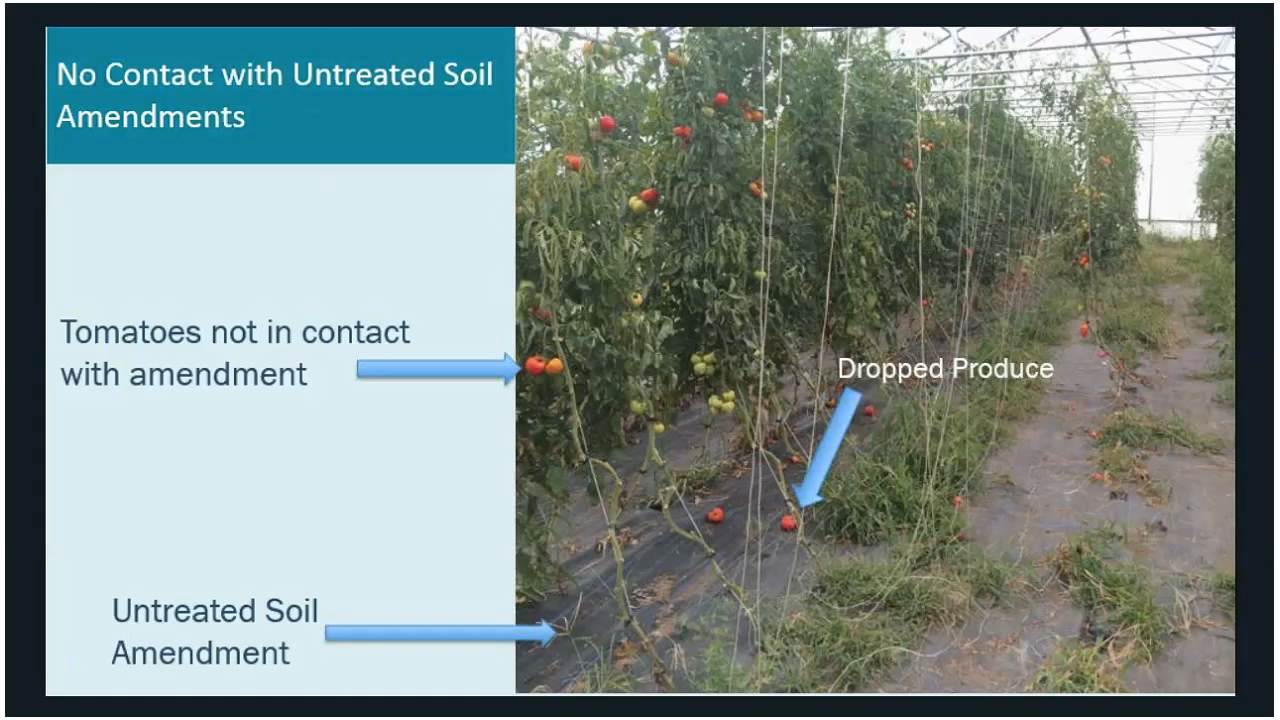 No Contact with Untreated Soil
Amendments
Tomatoes not in contact
with amendment
Dropped Produce
Untreated Soil
Amendment